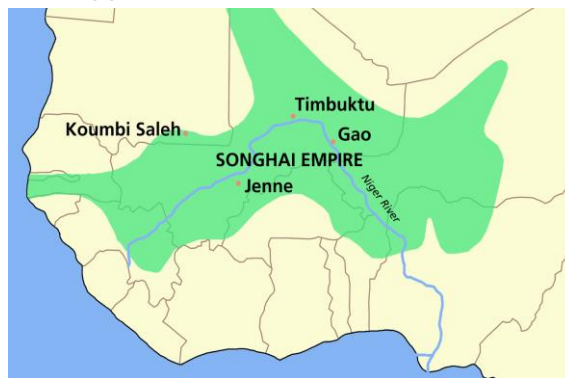 Timbuktu
Koumbi Saleh
Gao
SONGHAI EMPIRE
Jenne
Niger River